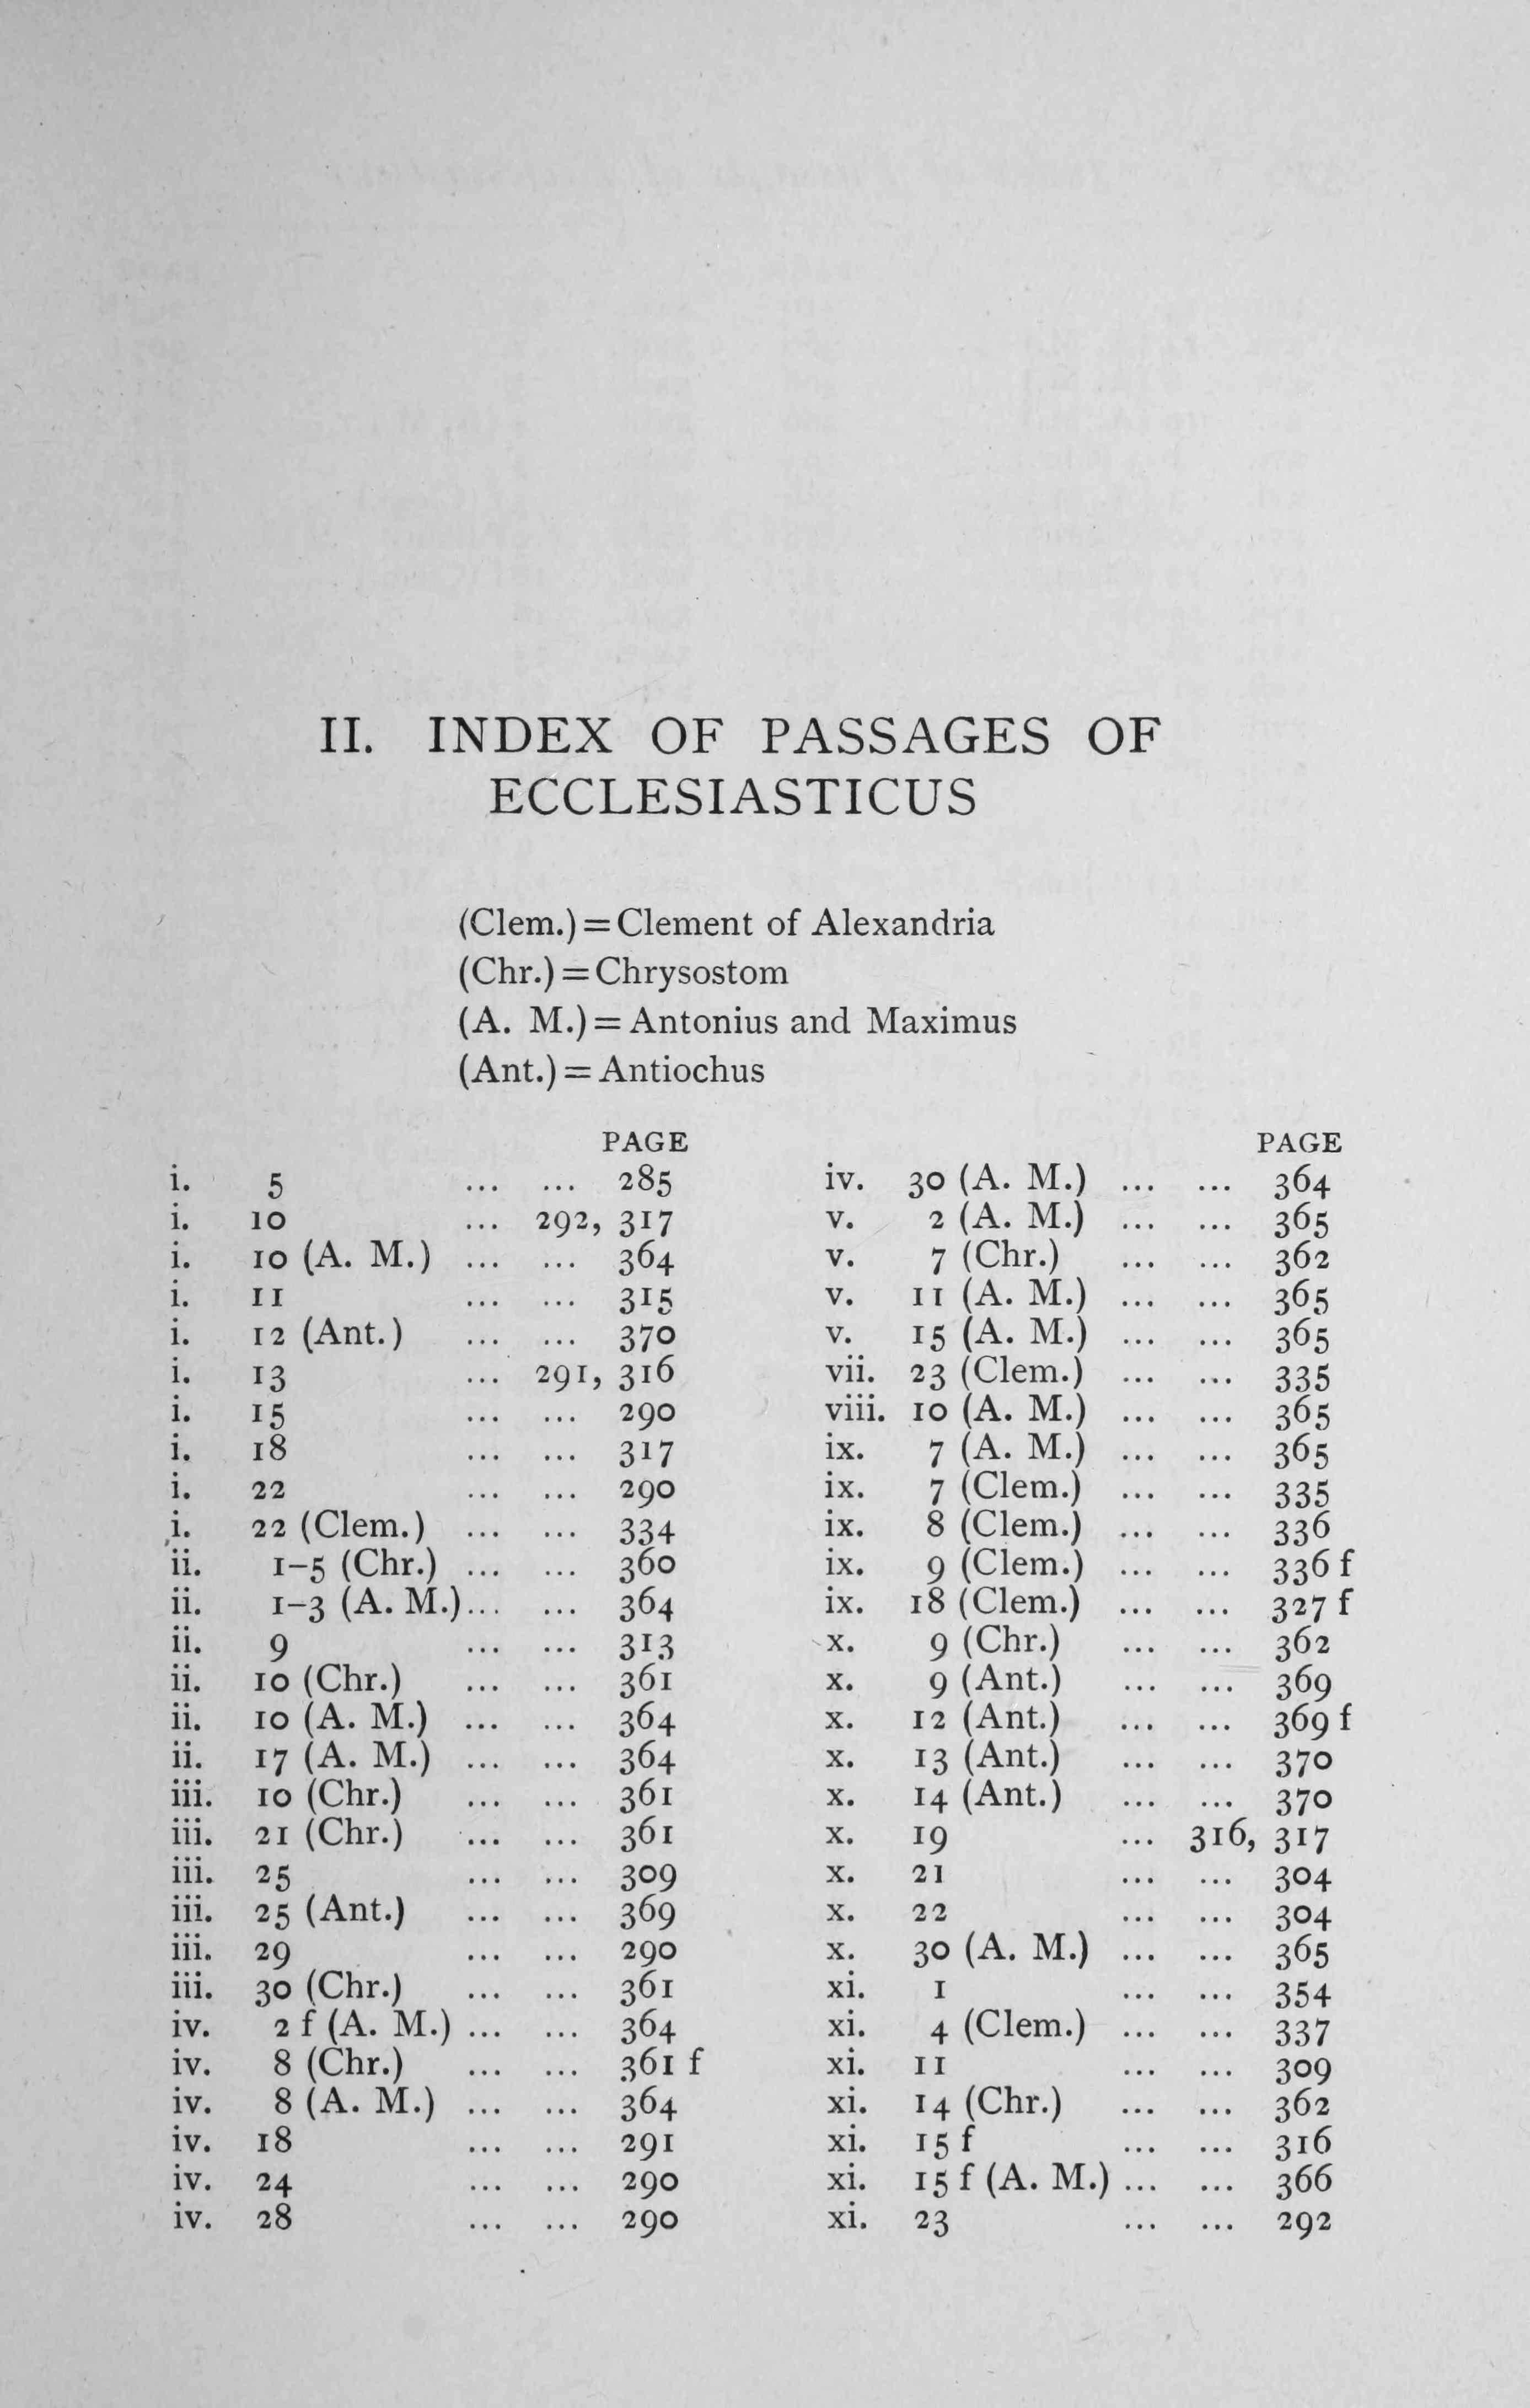 II. INDEX OF PASSAGES OF
ECCLESIASTICUS
(Clem.) = Clement of Alexandria
(Chr.) = Chrysostom
(A. M.) = Antonius and Maximus
(Ant.) = Antiochus
PAGE
i. 5 ... ... 285
i. 10 ... 292, 317
i. 10 (A. M.) ... ... 364
i. 11 ... ... 315
i. 12 (Ant.) ... ... 370
i. 13 ... 291, 316
i. 15 ... ... 290
i. 18 ... ... 317
i. 22 ... ... 290
i. 22 (Clem.) ... ... 334
ii. 1-5 (Chr.) ... ... 360
ii. 1-3 (A. M.)... ... 364
ii. 9 ... ... 313
ii. 10 (Chr.) ... ... 361
ii. 10 (A. M.) ... ... 364
ii. 17 (A. M.) ... ... 364
iii. 10 (Chr.) ... ... 361
iii. 21 (Chr.) ... ... 361
iii. 25 ... ... 309
iii. 25 (Ant.) ... ... 369
iii. 29 ... ... 290
iii. 30 (Chr.) ... ... 361
iv. 2 f (A. M.) ... ... 364
iv. 8 (Chr.) ... ... 361 f
iv. 8 (A. M.) ... ... 364
iv. 18 ... ... 291
iv. 24 ... ... 290
iv. 28 ... ... 290
PAGE
iv. 30 (A. M.) ... ... 364
v. 2 (A. M.) ... ... 365
v. 7 (Chr.) ... ... 362
v. 11 (A. M.) ... ... 365
v. 15 (A. M.) ... ... 365
vii. 23 (Clem.) ... ... 335
viii. 10 (A. M.) ... ... 365
ix. 7 (A. M.) ... ... 365
ix. 7 (Clem.) ... ... 335
ix. 8 (Clem.) ... ... 336
ix. 9 (Clem.) ... ... 336 f
ix. 18 (Clem.) ... ... 327 f
x. 9 (Chr.) ... ... 362
x. 9 (Ant.) ... ... 369
x. 12 (Ant.) ... ... 369 f
x. 13 (Ant.) ... ... 370
x. 14 (Ant.) ... ... 370
x. 19 ... 316, 317
x. 21 ... ... 304
x. 22 ... ... 304
x. 30 (A. M.) ... ... 365
xi. 1 ... ... 354
xi. 4 (Clem.) ... ... 337
xi. 11 ... ... 309
xi. 14 (Chr.) ... ... 362
xi. 15 f ... ... 316
xi. 15 f (A. M.) ... ... 366
xi. 23 ... ... 292